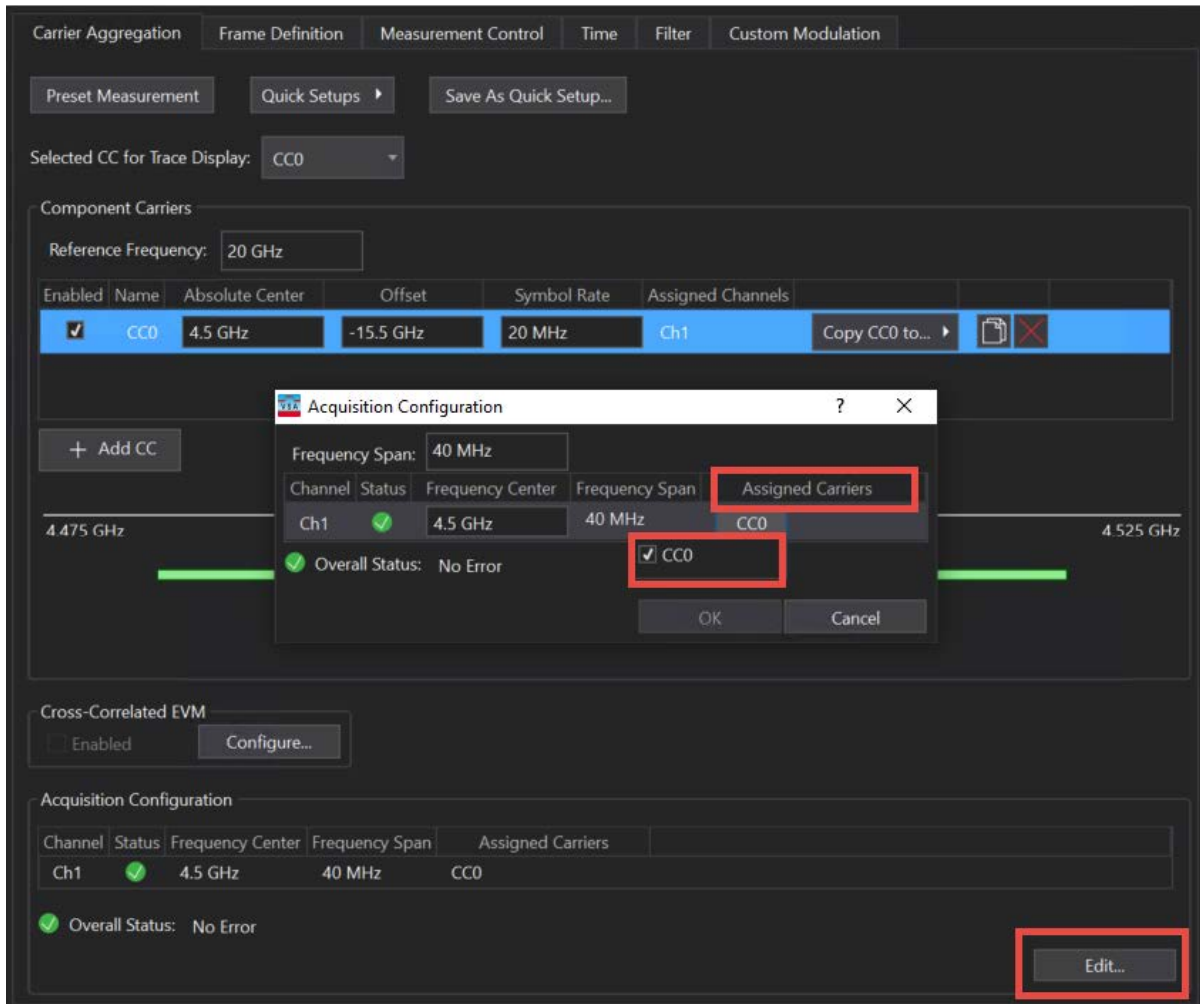 Carrier Aggregation Frame Definition Measurement Control Time Filter Custom Modulation
Preset Measurement Quick Setups Save As Quick Setup...
Selected CC for Trace Display: CC0
Component Carriers
Reference Frequency: 20 GHz
Enabled Name Absolute Center Offset Symbol Rate Assigned Channels
CC0 4.5 GHz -15.5 GHz 20 MHz Ch1 Copy CC0 to...
VSA Acquisition Configuration ?
+ Add CC
Frequency Span: 40 MHz
Channel Status Frequency Center Frequency Span Assigned Carriers
Ch1 4.5 GHz 40 MHz CC0
4.475 GHz 4.525 GHz
CC0
Overall Status: No Error
OK Cancel
Cross-Correlated EVM
Enabled Configure...
Acquisition Configuration
Channel Status Frequency Center Frequency Span Assigned Carriers
Ch1 4.5 GHz 40 MHz CC0
Overall Status: No Error
Edit...